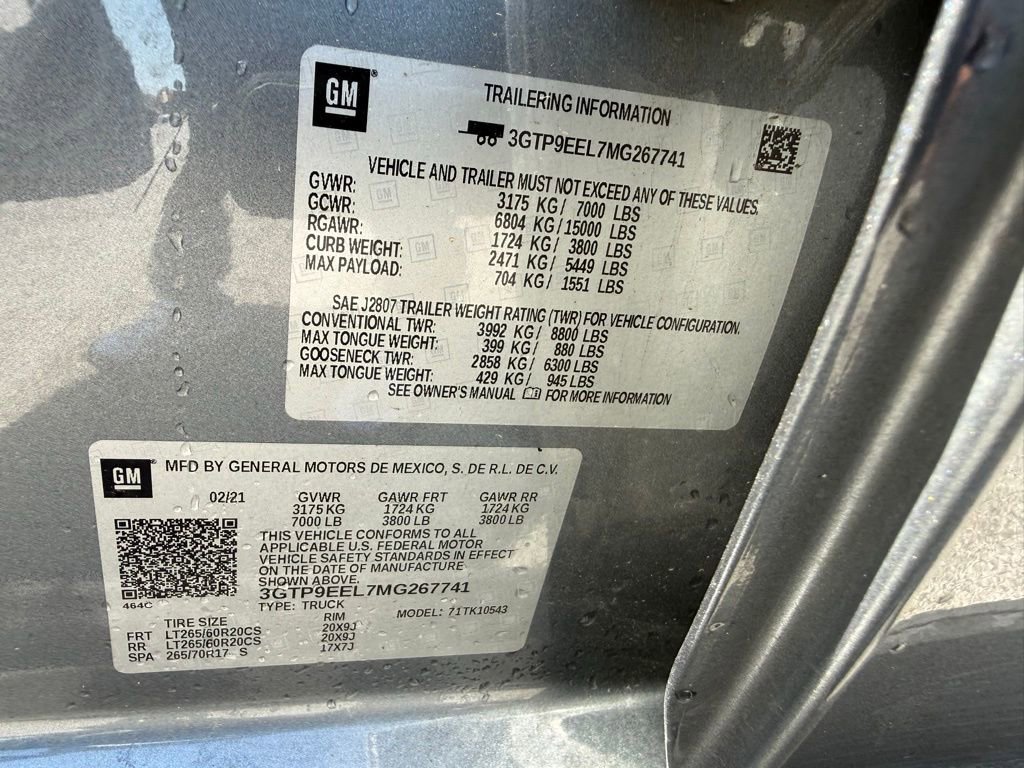 GM
TRAILERING INFORMATION
3GTP9EEL7MG267741
VEHICLE AND TRAILER MUST NOT EXCEED ANY OF THESE VALUES.
GVWR: 3175 KG/ 7000 LBS
GCWR: 6804 KG/15000 LBS
RGAWR: 1724 KG/ 3800 LBS
CURB WEIGHT: 2471 KG/ 5449 LBS
MAX PAYLOAD: 704 KG/ 1551 LBS
SAE J2807 TRAILER WEIGHT RATING (TWR) FOR VEHICLE CONFIGURATION.
CONVENTIONAL TWR: 3992 KG/ 8800 LBS
MAX TONGUE WEIGHT: 399 KG/ 880 LBS
GOOSENECK TWR: 2858 KG/ 6300 LBS
MAX TONGUE WEIGHT: 429 KG/ 945 LBS
SEE OWNER'S MANUAL FOR MORE INFORMATION
GM
MFD BY GENERAL MOTORS DE MEXICO, S. DE R.L. DE C.V.
02/21 GVWR GAWR FRT GAWR RR
3175 KG 1724 KG 1724 KG
7000 LB 3800 LB 3800 LB
THIS VEHICLE CONFORMS TO ALL
APPLICABLE U.S. FEDERAL MOTOR
VEHICLE SAFETY STANDARDS IN EFFECT
ON THE DATE OF MANUFACTURE
SHOWN ABOVE.
3GTP9EEL7MG267741
464C TYPE: TRUCK MODEL: 71TK10543
TIRE SIZE RIM
FRT LT265/60R20CS 20X9J
RR LT265/60R20CS 20X9J
SPA 265/70R17 S 17X7J